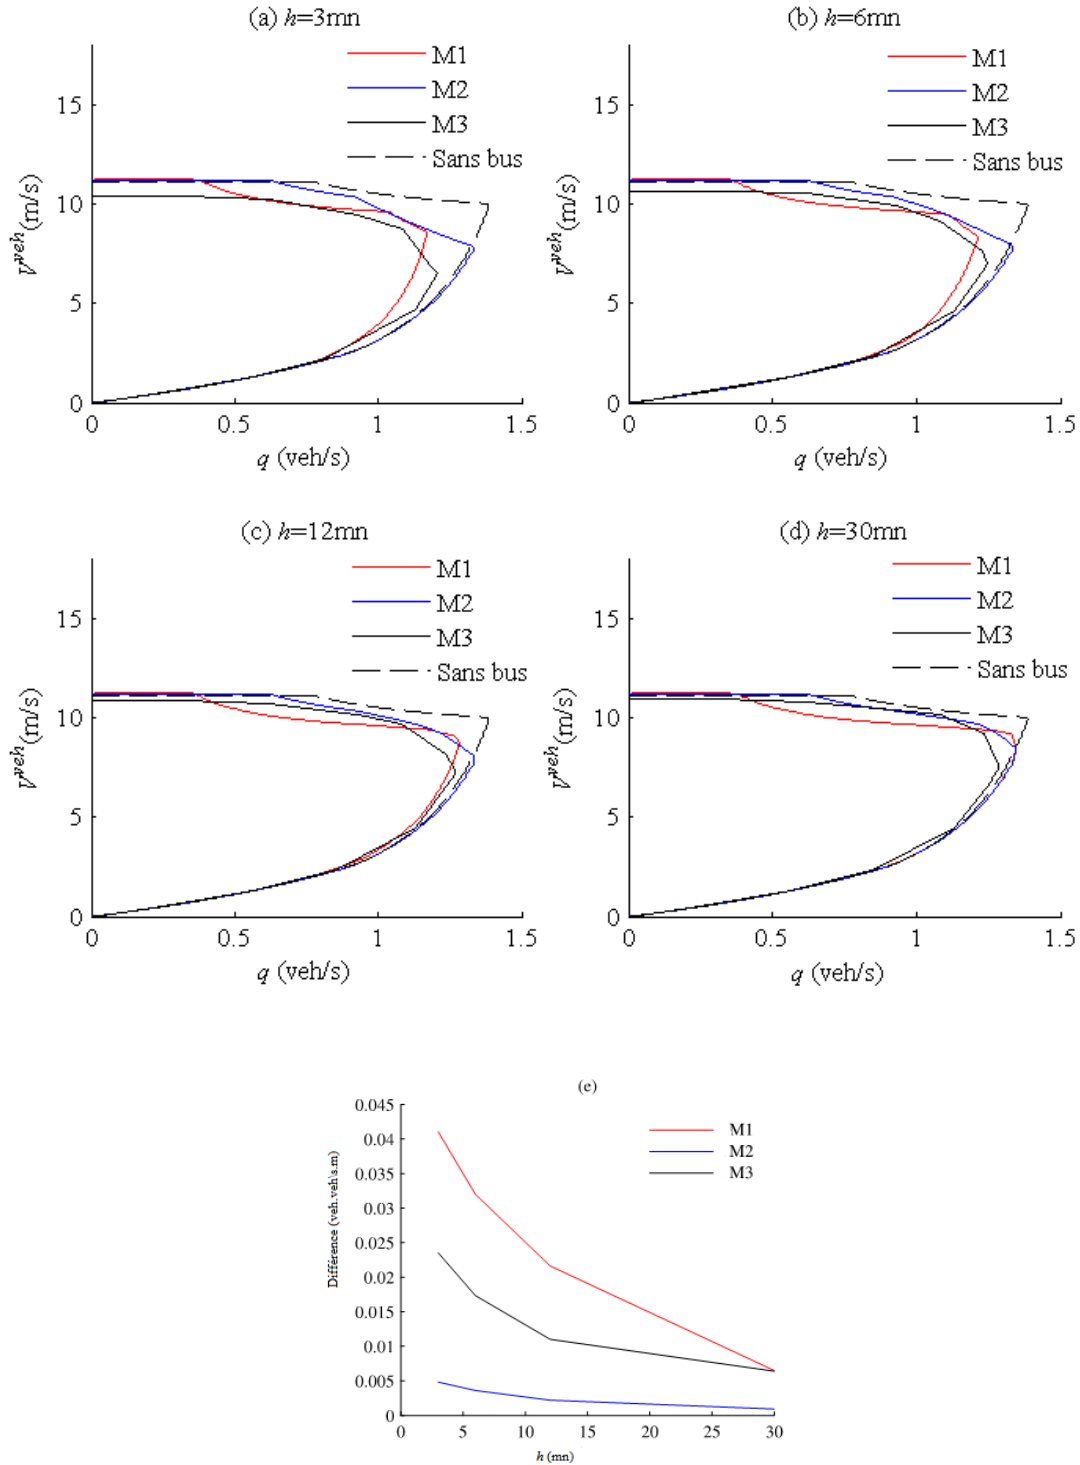 (a) h=3mn
M1
M2
M3
Sans bus
15
10
5
0
V^veh(m/s)
0 0.5 1 1.5
q (veh/s)
(b) h=6mn
M1
M2
M3
Sans bus
15
10
5
0
V^veh(m/s)
0 0.5 1 1.5
q (veh/s)
(c) h=12mn
M1
M2
M3
Sans bus
15
10
5
0
V^veh(m/s)
0 0.5 1 1.5
q (veh/s)
(d) h=30mn
M1
M2
M3
Sans bus
15
10
5
0
V^veh(m/s)
0 0.5 1 1.5
q (veh/s)
(e)
M1
M2
M3
0.045
0.04
0.035
0.03
0.025
0.02
0.015
0.01
0.005
0
Différence (veh.veh\s.m)
0 5 10 15 20 25 30
h (mn)